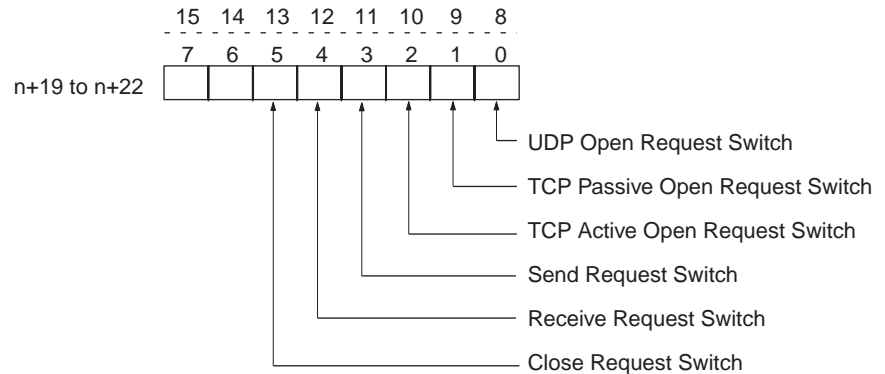 15 14 13 12 11 10 9 8
7 6 5 4 3 2 1 0
n+19 to n+22
UDP Open Request Switch
TCP Passive Open Request Switch
TCP Active Open Request Switch
Send Request Switch
Receive Request Switch
Close Request Switch